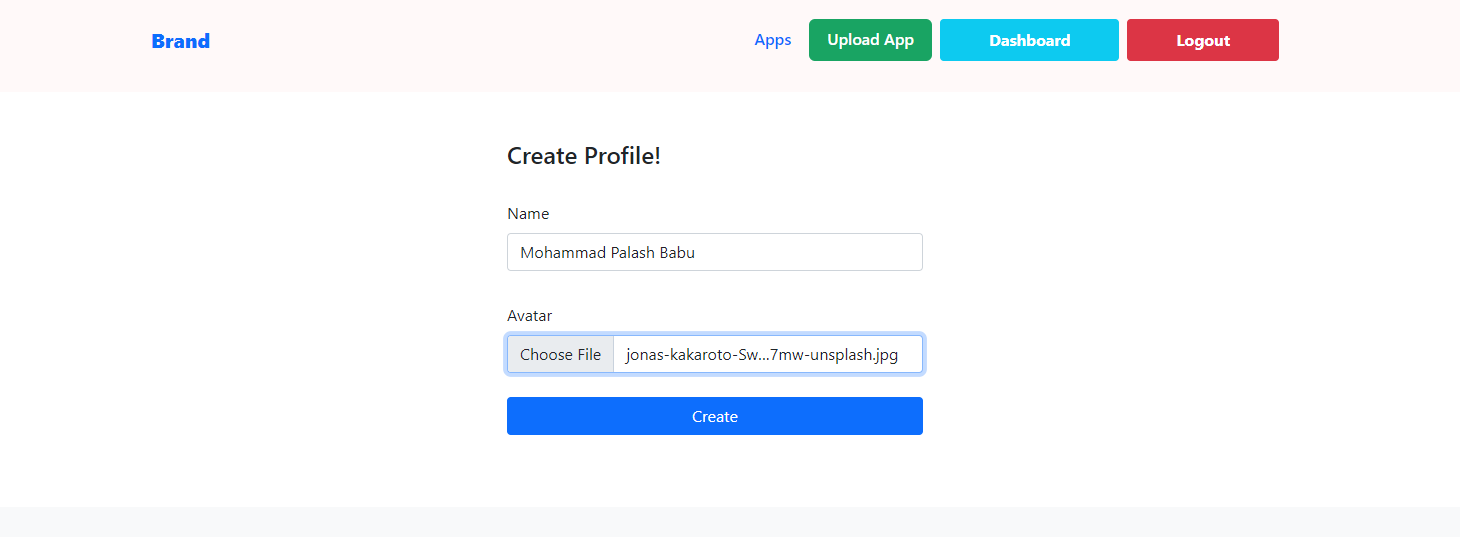 Brand Apps Upload App Dashboard Logout
Create Profile!
Name
Mohammad Palash Babu
Avatar
Choose File jonas-kakaroto-Sw...7mw-unsplash.jpg
Create